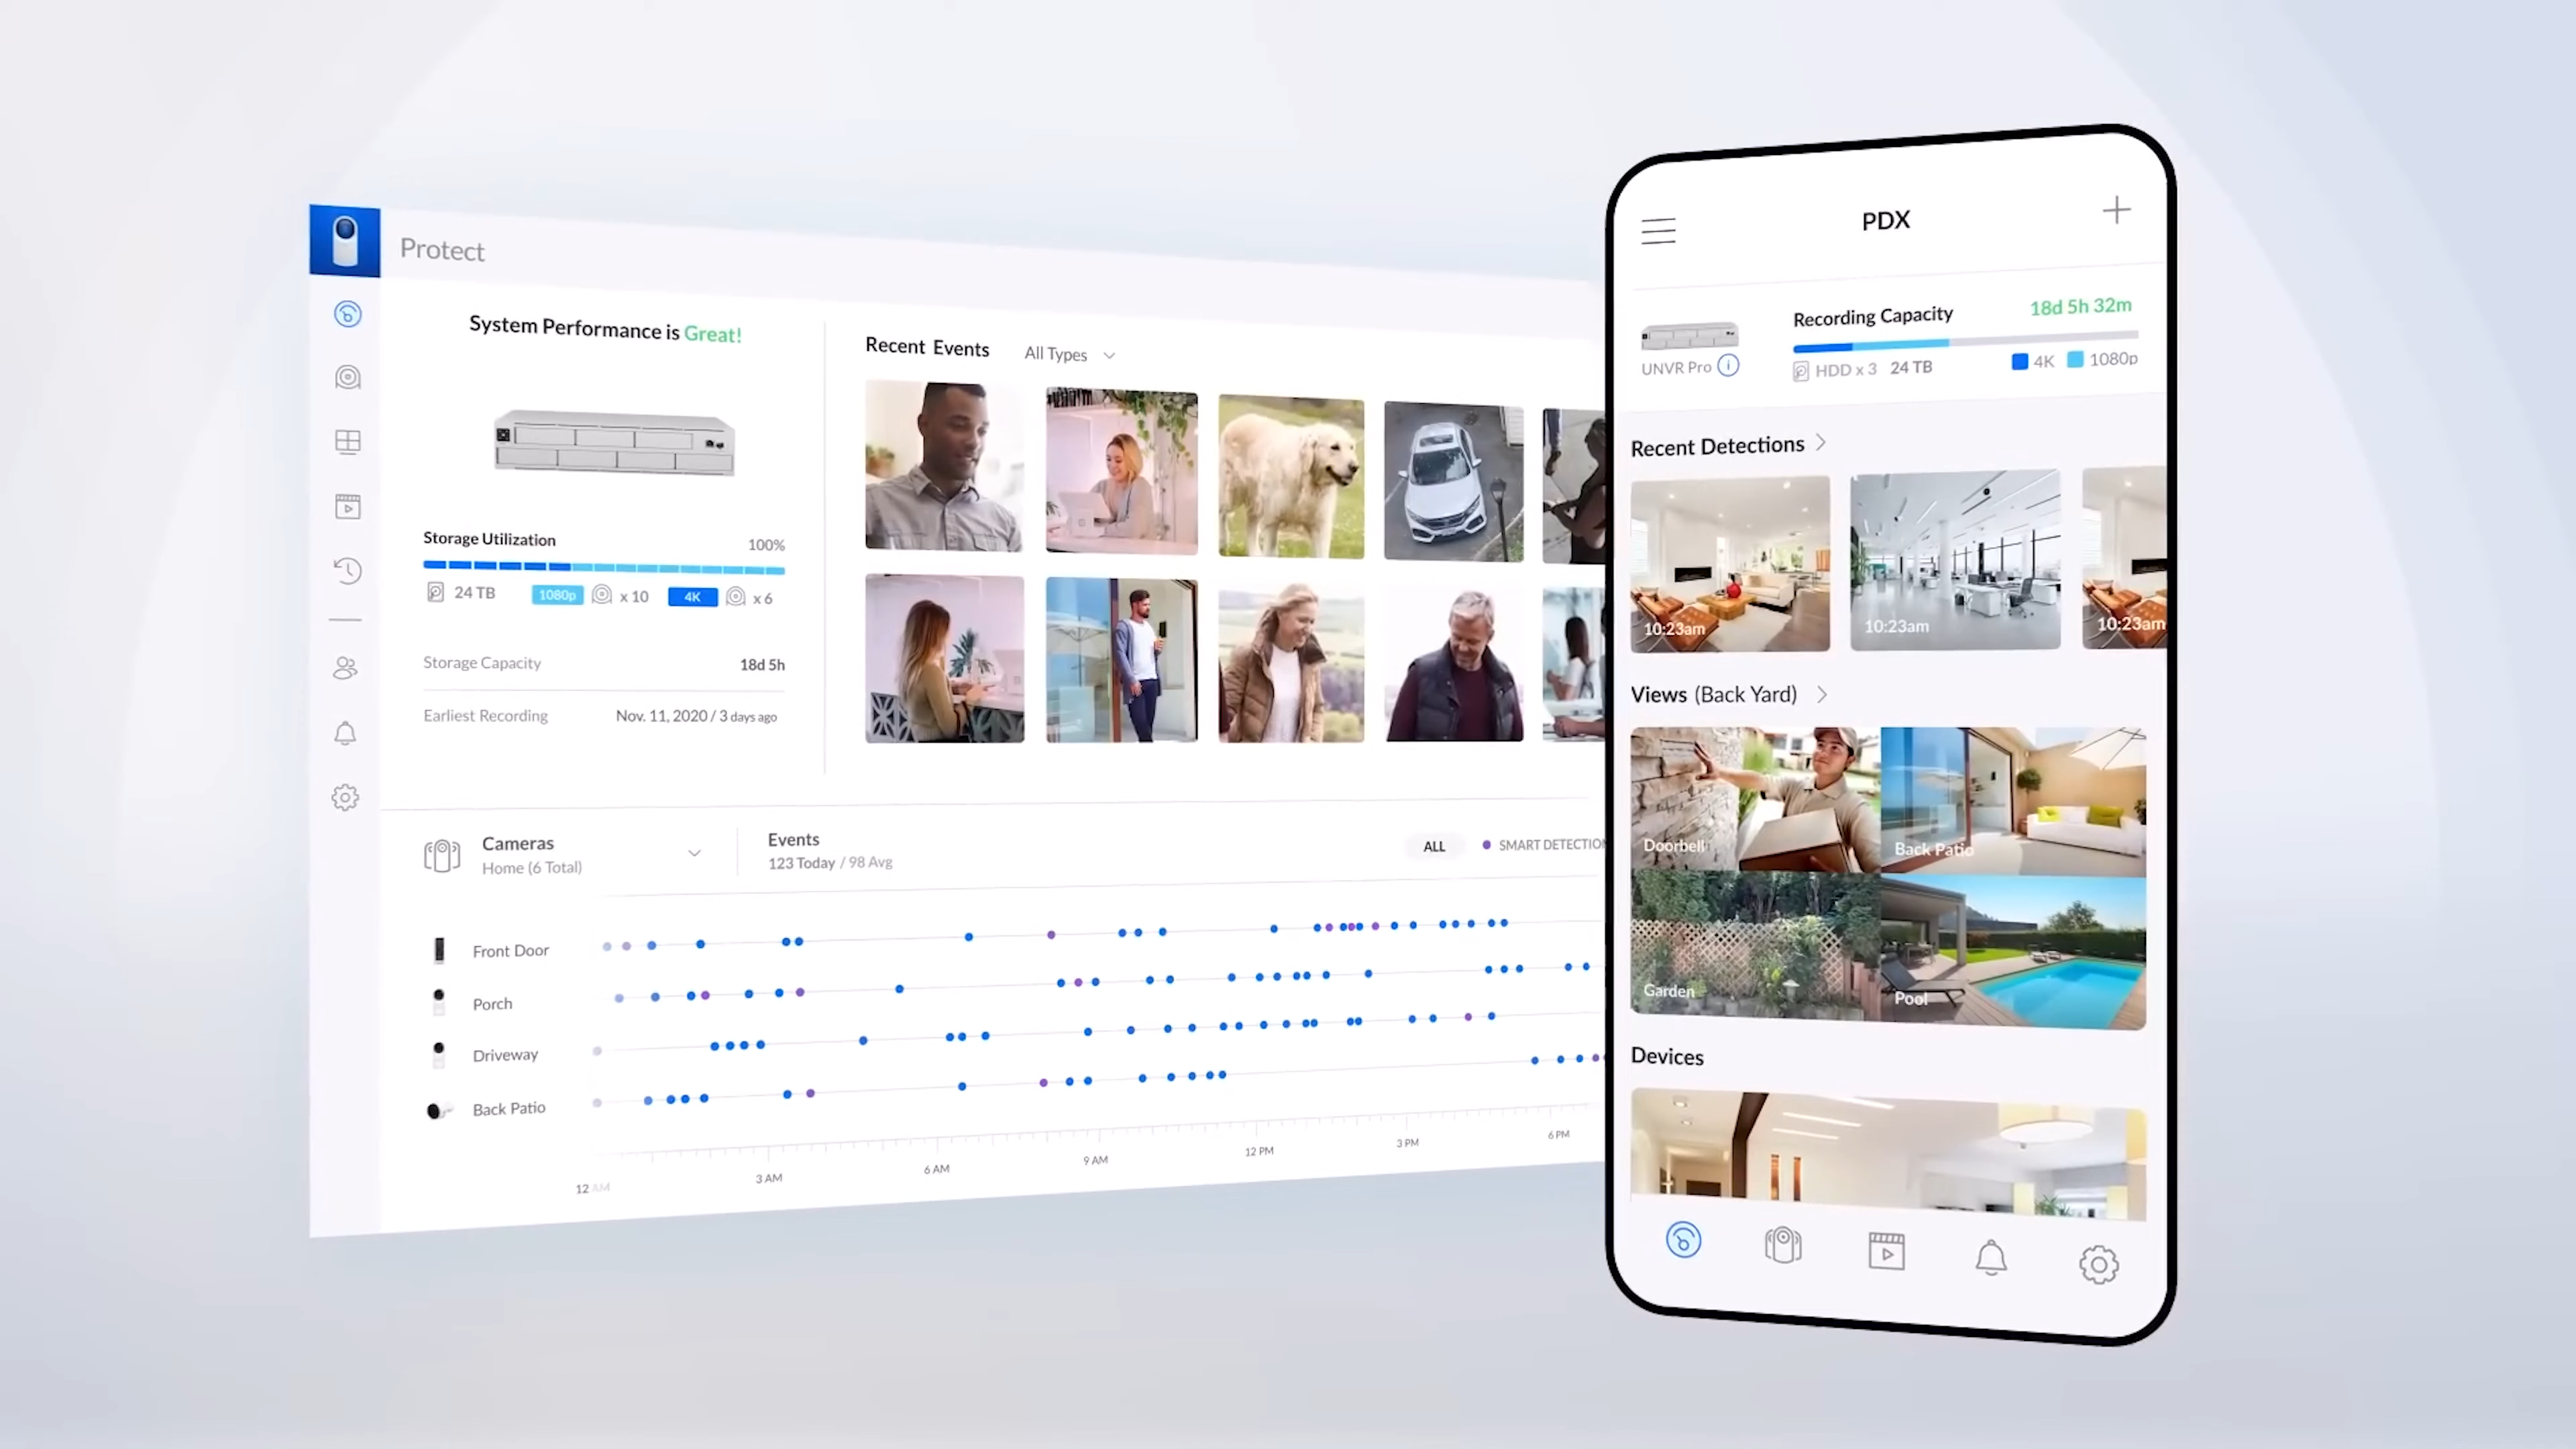 Protect
System Performance is Great!
Storage Utilization 100%
24 TB 1080p x 10 4K x 6
Storage Capacity 18d 5h
Earliest Recording Nov. 11, 2020 / 3 days ago
Recent Events All Types
Cameras
Home (6 Total)
Events
123 Today / 98 Avg
ALL SMART DETECTION
Front Door
Porch
Driveway
Back Patio
12 AM 3 AM 6 AM 9 AM 12 PM 3 PM 6 PM
PDX
UNVR Pro
Recording Capacity 18d 5h 32m
HDD x 3 24 TB 4K 1080p
Recent Detections
10:23am 10:23am 10:23am
Views (Back Yard)
Doorbell Back Patio
Garden Pool
Devices